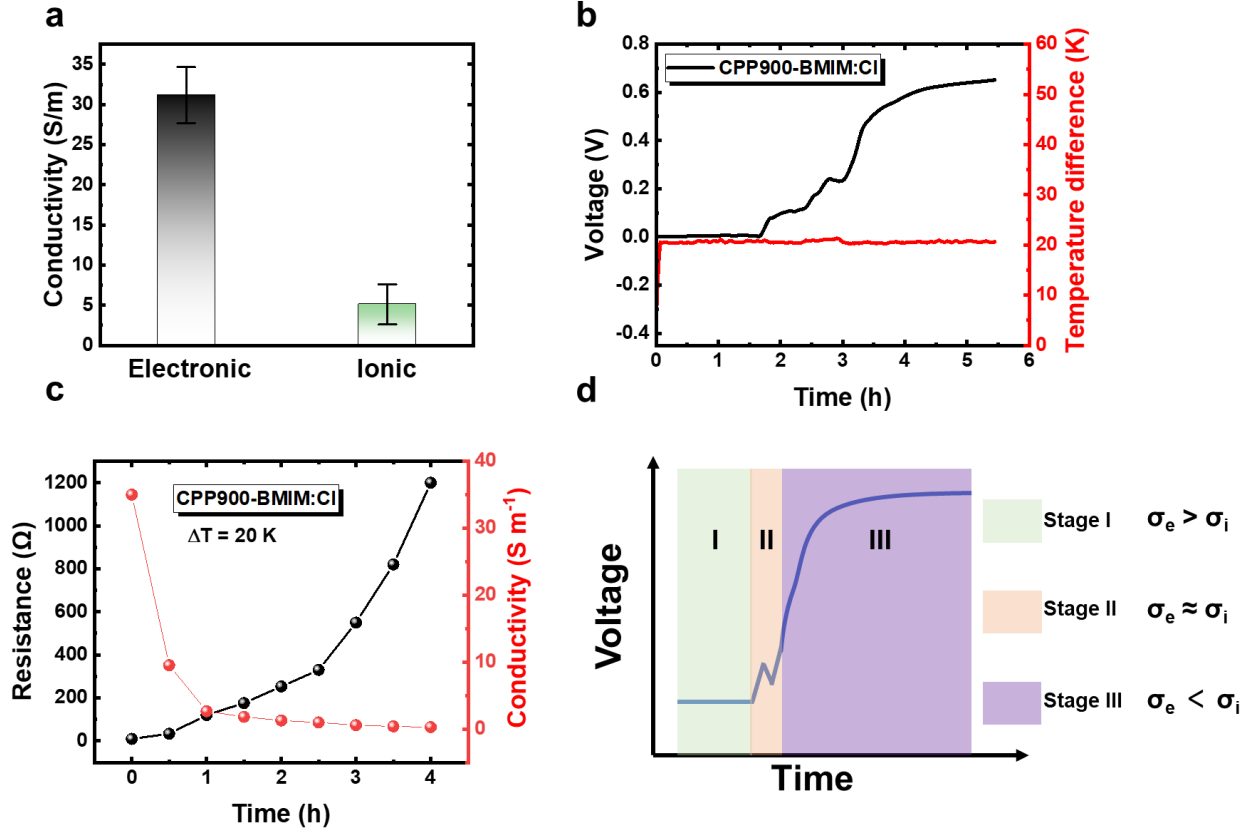 a
Conductivity (S/m)
35
30
25
20
15
10
5
0
Electronic
Ionic
b
Voltage (V)
0.8
0.6
0.4
0.2
0.0
-0.2
-0.4
CPP900-BMIM:Cl
60
50
40
30
20
10
0
Temperature difference (K)
0 1 2 3 4 5 6
Time (h)
c
Resistance (Ω)
1200
1000
800
600
400
200
0
CPP900-BMIM:Cl
ΔT = 20 K
40
30
20
10
0
Conductivity (S m⁻¹)
0 1 2 3 4
Time (h)
d
Voltage
I II III
Time
Stage I σₑ > σᵢ
Stage II σₑ ≈ σᵢ
Stage III σₑ < σᵢ